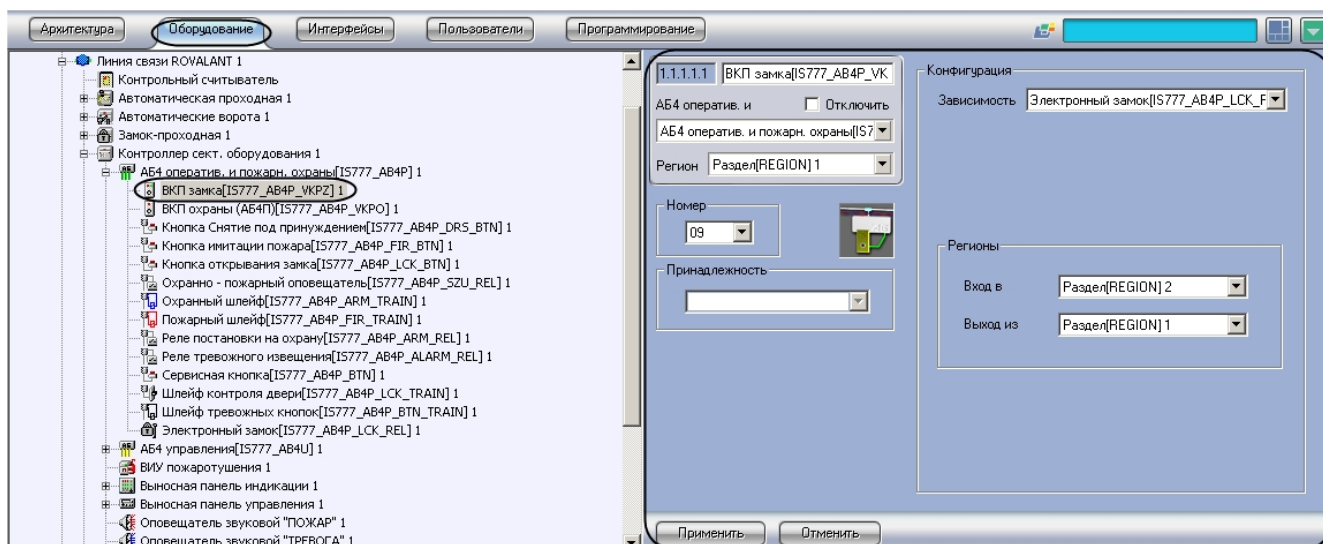 Архитектура
Оборудование
Интерфейсы
Пользователи
Программирование
Линия связи ROVALANT 1
Контрольный считыватель
Автоматическая проходная 1
Автоматические ворота 1
Замок-проходная 1
Контроллер сект. оборудования 1
АБ4 оператив. и пожарн. охраны[IS777_AB4P] 1
ВКП замка[IS777_AB4P_VKPZ] 1
ВКП охраны (АБ4П)[IS777_AB4P_VKPO] 1
Кнопка Снятие под принуждением[IS777_AB4P_DRS_BTN] 1
Кнопка имитации пожара[IS777_AB4P_FIR_BTN] 1
Кнопка открывания замка[IS777_AB4P_LCK_BTN] 1
Охранно - пожарный оповещатель[IS777_AB4P_SZU_REL] 1
Охранный шлейф[IS777_AB4P_ARM_TRAIN] 1
Пожарный шлейф[IS777_AB4P_FIR_TRAIN] 1
Реле постановки на охрану[IS777_AB4P_ARM_REL] 1
Реле тревожного извещения[IS777_AB4P_ALARM_REL] 1
Сервисная кнопка[IS777_AB4P_BTN] 1
Шлейф контроля двери[IS777_AB4P_LCK_TRAIN] 1
Шлейф тревожных кнопок[IS777_AB4P_BTN_TRAIN] 1
Электронный замок[IS777_AB4P_LCK_REL] 1
АБ4 управления[IS777_AB4U] 1
ВИУ пожаротушения 1
Выносная панель индикации 1
Выносная панель управления 1
Оповещатель звуковой "ПОЖАР" 1
Оповещатель звуковой "ТРЕВОГА" 1
1.1.1.1.1 ВКП замка[IS777_AB4P_VK
АБ4 оператив. и Отключить
АБ4 оператив. и пожарн. охраны[IS7
Регион Раздел[REGION] 1
Номер
09
Принадлежность
Конфигурация
Зависимость Электронный замок[IS777_AB4P_LCK_F
Регионы
Вход в Раздел[REGION] 2
Выход из Раздел[REGION] 1
Применить
Отменить